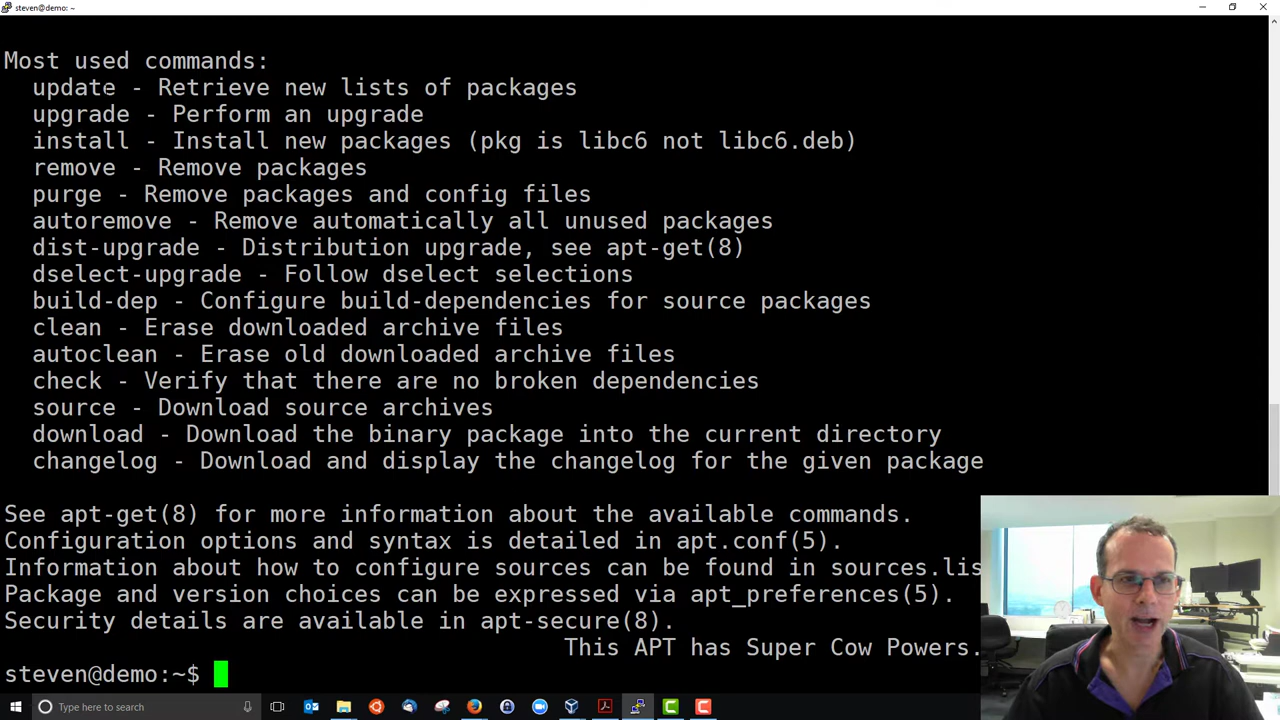 steven@demo: ~
Most used commands:
update - Retrieve new lists of packages
upgrade - Perform an upgrade
install - Install new packages (pkg is libc6 not libc6.deb)
remove - Remove packages
purge - Remove packages and config files
autoremove - Remove automatically all unused packages
dist-upgrade - Distribution upgrade, see apt-get(8)
dselect-upgrade - Follow dselect selections
build-dep - Configure build-dependencies for source packages
clean - Erase downloaded archive files
autoclean - Erase old downloaded archive files
check - Verify that there are no broken dependencies
source - Download source archives
download - Download the binary package into the current directory
changelog - Download and display the changelog for the given package
See apt-get(8) for more information about the available commands.
Configuration options and syntax is detailed in apt.conf(5).
Information about how to configure sources can be found in sources.lis
Package and version choices can be expressed via apt_preferences(5).
Security details are available in apt-secure(8).
This APT has Super Cow Powers.
steven@demo:~$
Type here to search